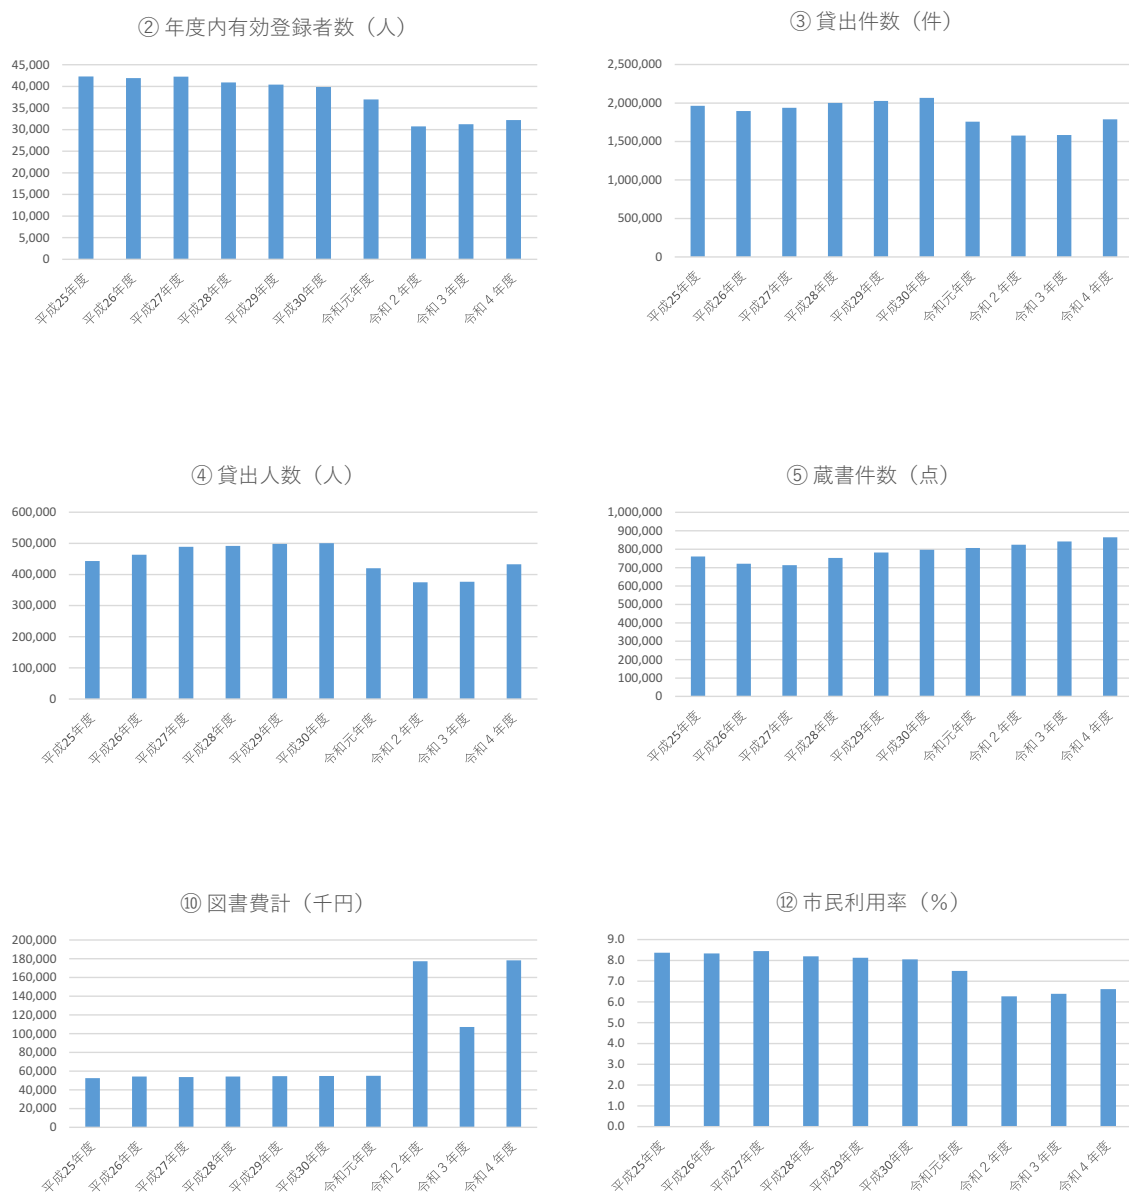 ② 年度内有効登録者数（人）
45,000
40,000
35,000
30,000
25,000
20,000
15,000
10,000
5,000
0
平成25年度
平成26年度
平成27年度
平成28年度
平成29年度
平成30年度
令和元年度
令和２年度
令和３年度
令和４年度
③ 貸出件数（件）
2,500,000
2,000,000
1,500,000
1,000,000
500,000
0
平成25年度
平成26年度
平成27年度
平成28年度
平成29年度
平成30年度
令和元年度
令和２年度
令和３年度
令和４年度
④ 貸出人数（人）
600,000
500,000
400,000
300,000
200,000
100,000
0
平成25年度
平成26年度
平成27年度
平成28年度
平成29年度
平成30年度
令和元年度
令和２年度
令和３年度
令和４年度
⑤ 蔵書件数（点）
1,000,000
900,000
800,000
700,000
600,000
500,000
400,000
300,000
200,000
100,000
0
平成25年度
平成26年度
平成27年度
平成28年度
平成29年度
平成30年度
令和元年度
令和２年度
令和３年度
令和４年度
⑩ 図書費計（千円）
200,000
180,000
160,000
140,000
120,000
100,000
80,000
60,000
40,000
20,000
0
平成25年度
平成26年度
平成27年度
平成28年度
平成29年度
平成30年度
令和元年度
令和２年度
令和３年度
令和４年度
⑫ 市民利用率（％）
9.0
8.0
7.0
6.0
5.0
4.0
3.0
2.0
1.0
0.0
平成25年度
平成26年度
平成27年度
平成28年度
平成29年度
平成30年度
令和元年度
令和２年度
令和３年度
令和４年度